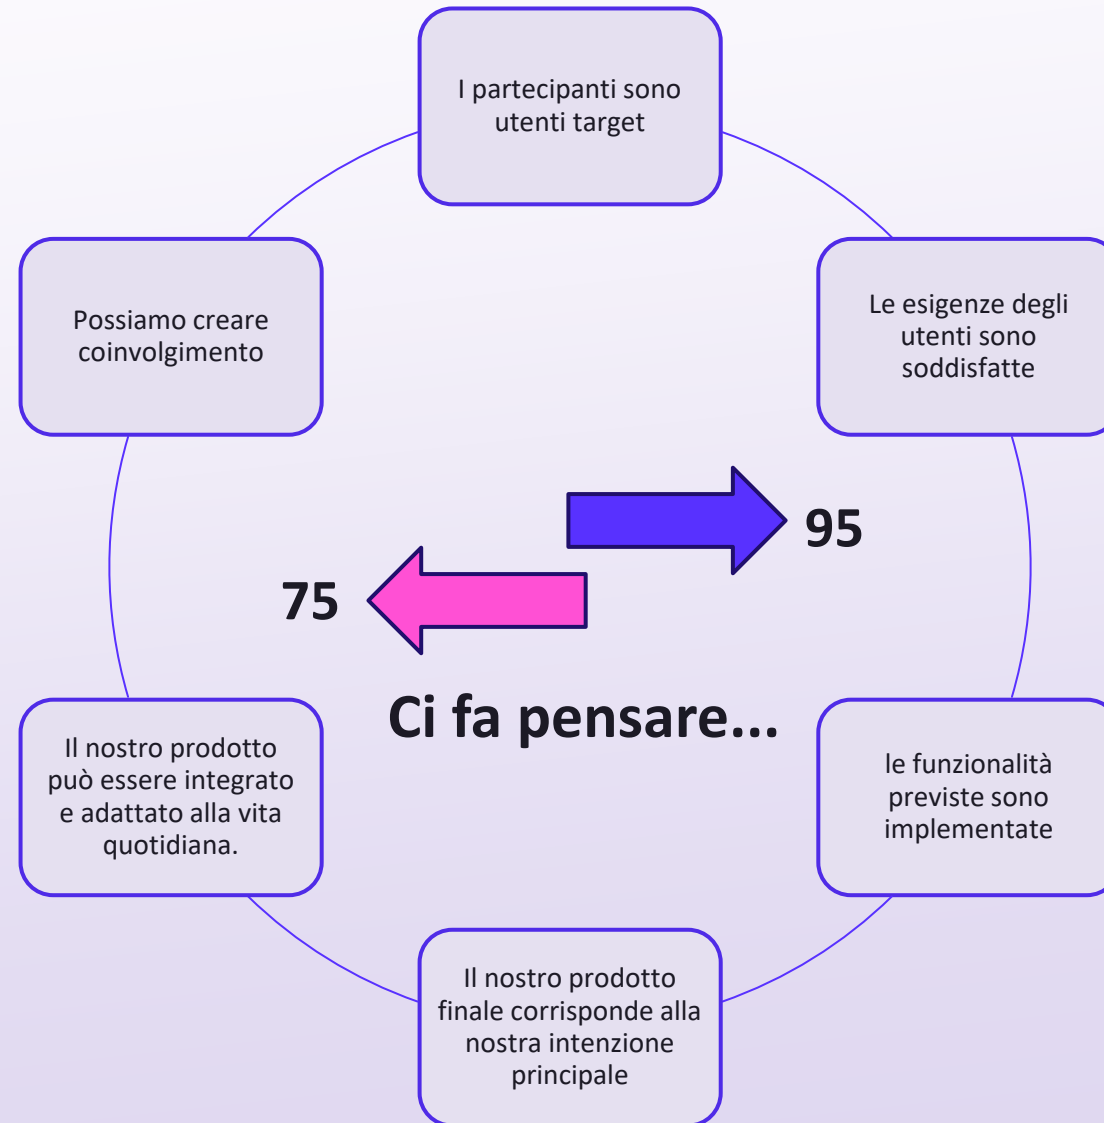 I partecipanti sono
utenti target
Le esigenze degli
utenti sono
soddisfatte
le funzionalità
previste sono
implementate
Il nostro prodotto
finale corrisponde alla
nostra intenzione
principale
Il nostro prodotto
può essere integrato
e adattato alla vita
quotidiana.
Possiamo creare
coinvolgimento
95
75
Ci fa pensare...